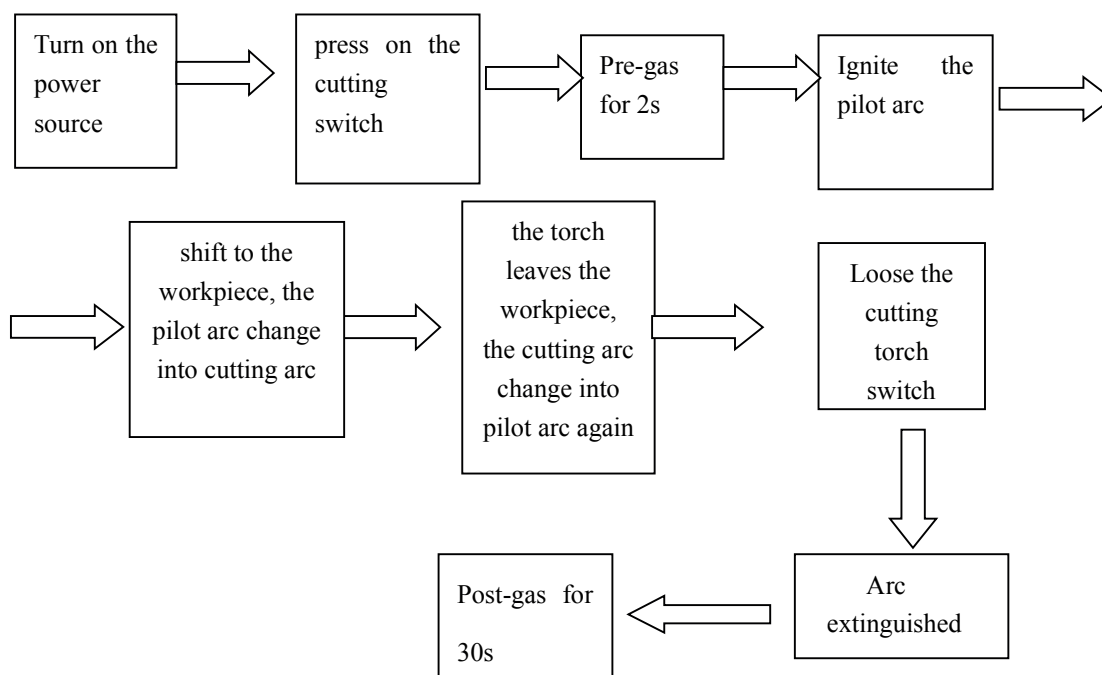 Turn on the
power
source
press on the
cutting
switch
Pre-gas
for 2s
Ignite the
pilot arc
shift to the
workpiece, the
pilot arc change
into cutting arc
the torch
leaves the
workpiece,
the cutting arc
change into
pilot arc again
Loose the
cutting
torch
switch
Arc
extinguished
Post-gas for
30s